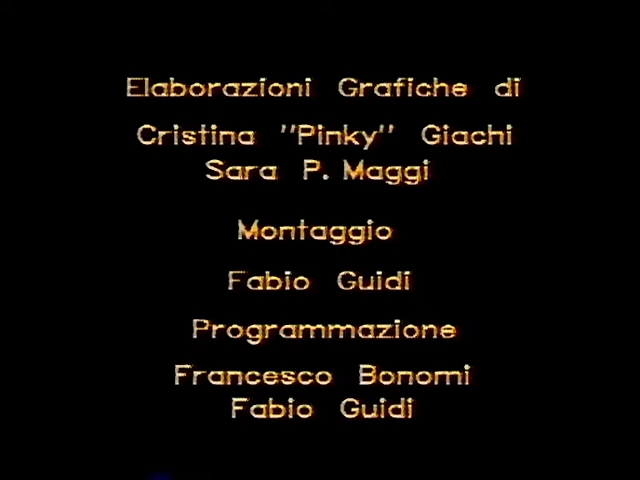 Elaborazioni Grafiche di
Cristina "Pinky" Giachi
Sara P. Maggi
Montaggio
Fabio Guidi
Programmazione
Francesco Bonomi
Fabio Guidi